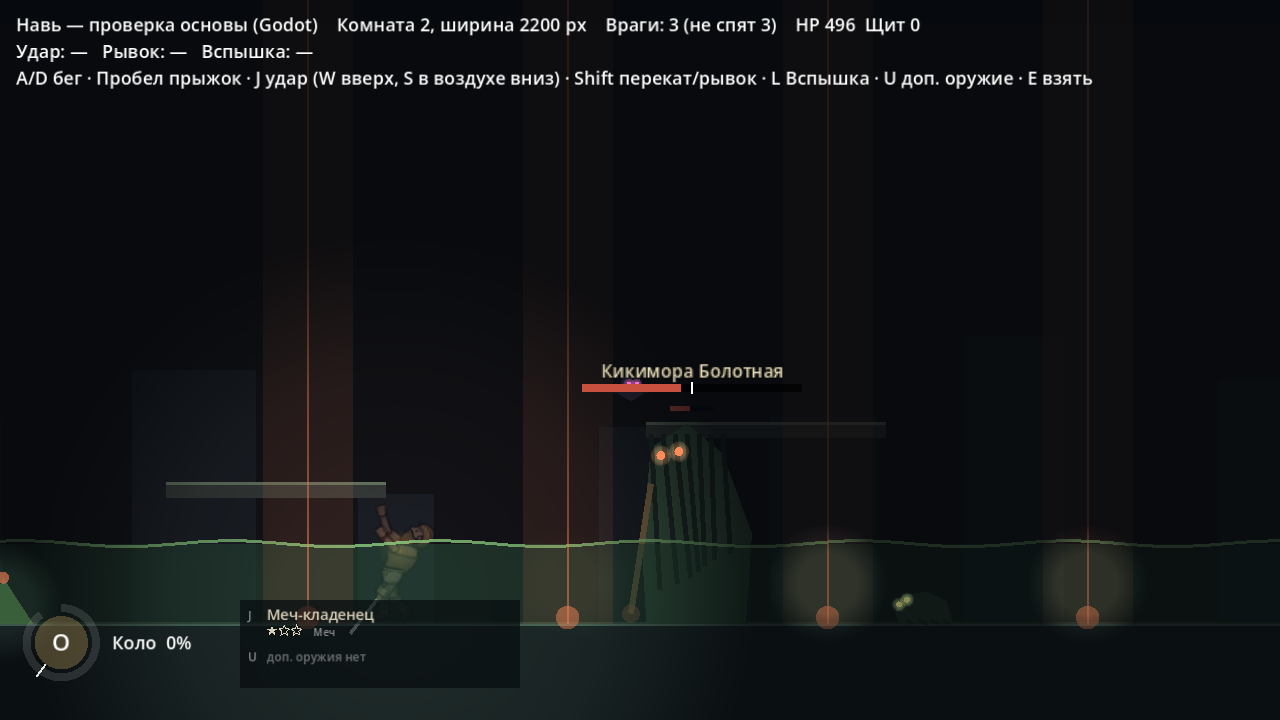 Навь — проверка основы (Godot)    Комната 2, ширина 2200 px    Враги: 3 (не спят 3)    HP 496  Щит 0
Удар: —   Рывок: —   Вспышка: —
A/D бег · Пробел прыжок · J удар (W вверх, S в воздухе вниз) · Shift перекат/рывок · L Вспышка · U доп. оружие · E взять
Кикимора Болотная
J Меч-кладенец
★☆☆ Меч
U доп. оружия нет
О Коло 0%